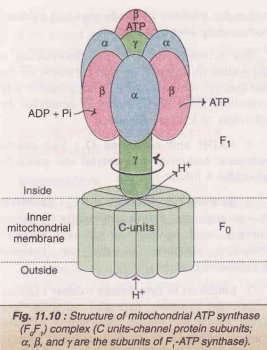 β
ATP
α γ α
β α β
ADP + Pi
ATP
F₁
γ
H⁺
Inside
Inner
mitochondrial
membrane
C-units
F₀
Outside
H⁺
Fig. 11.10 : Structure of mitochondrial ATP synthase
(F₀F₁) complex (C units-channel protein subunits;
α, β, and γ are the subunits of F₁-ATP synthase).